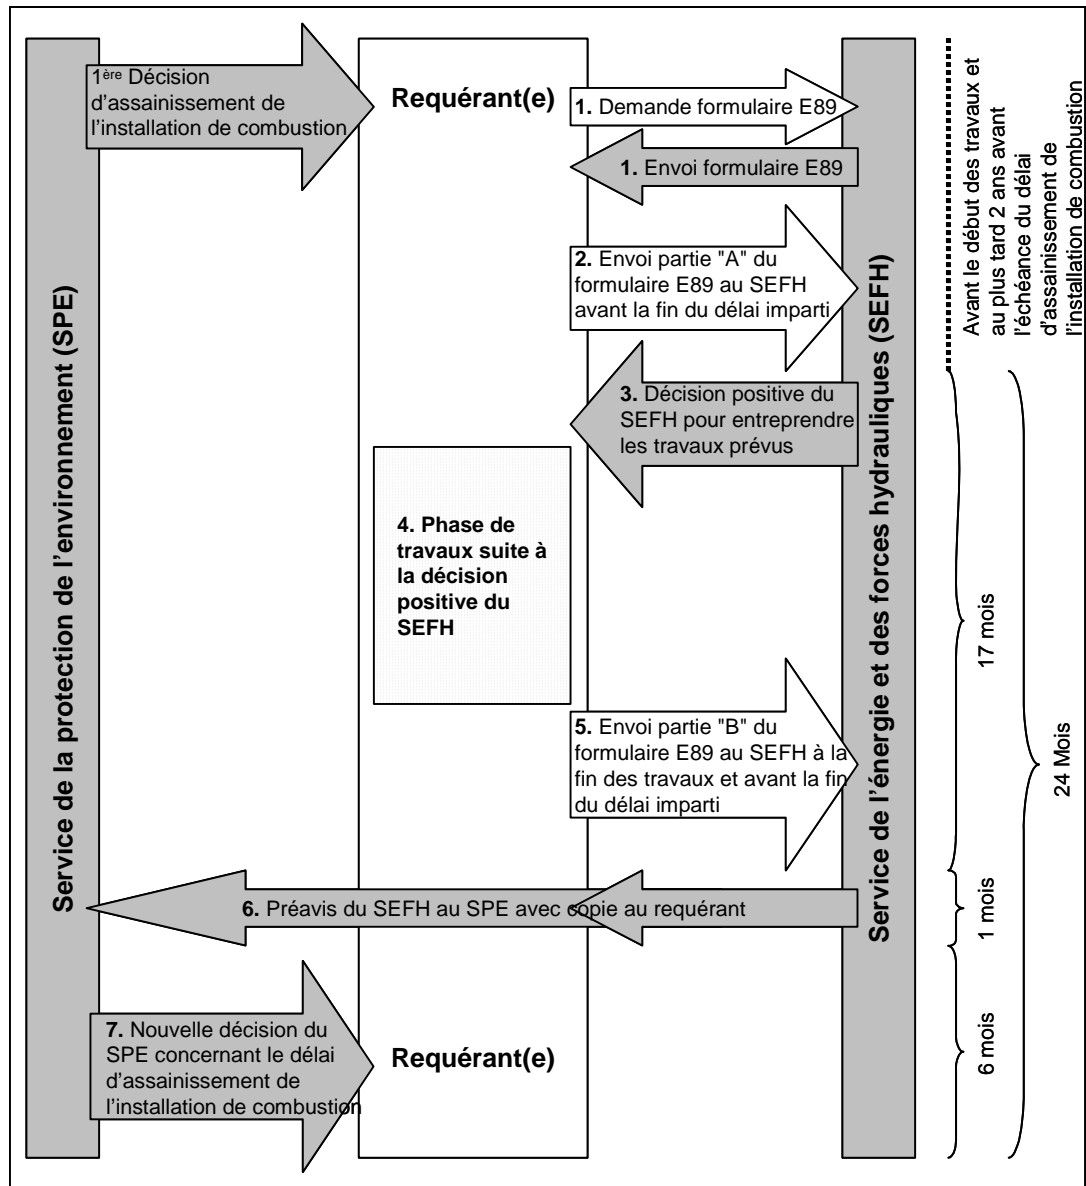 Service de la protection de l'environnement (SPE)
1ère Décision
d'assainissement de
l'installation de combustion
Requérant(e)
1. Demande formulaire E89
1. Envoi formulaire E89
2. Envoi partie "A" du
formulaire E89 au SEFH
avant la fin du délai imparti
3. Décision positive du
SEFH pour entreprendre
les travaux prévus
4. Phase de
travaux suite à
la décision
positive du
SEFH
5. Envoi partie "B" du
formulaire E89 au SEFH à la
fin des travaux et avant la fin
du délai imparti
6. Préavis du SEFH au SPE avec copie au requérant
7. Nouvelle décision du
SPE concernant le délai
d'assainissement de
l'installation de combustion
Requérant(e)
Service de l'énergie et des forces hydrauliques (SEFH)
Avant le début des travaux et
au plus tard 2 ans avant
l'échéance du délai
d'assainissement de
l'installation de combustion
17 mois
1 mois
6 mois
24 Mois